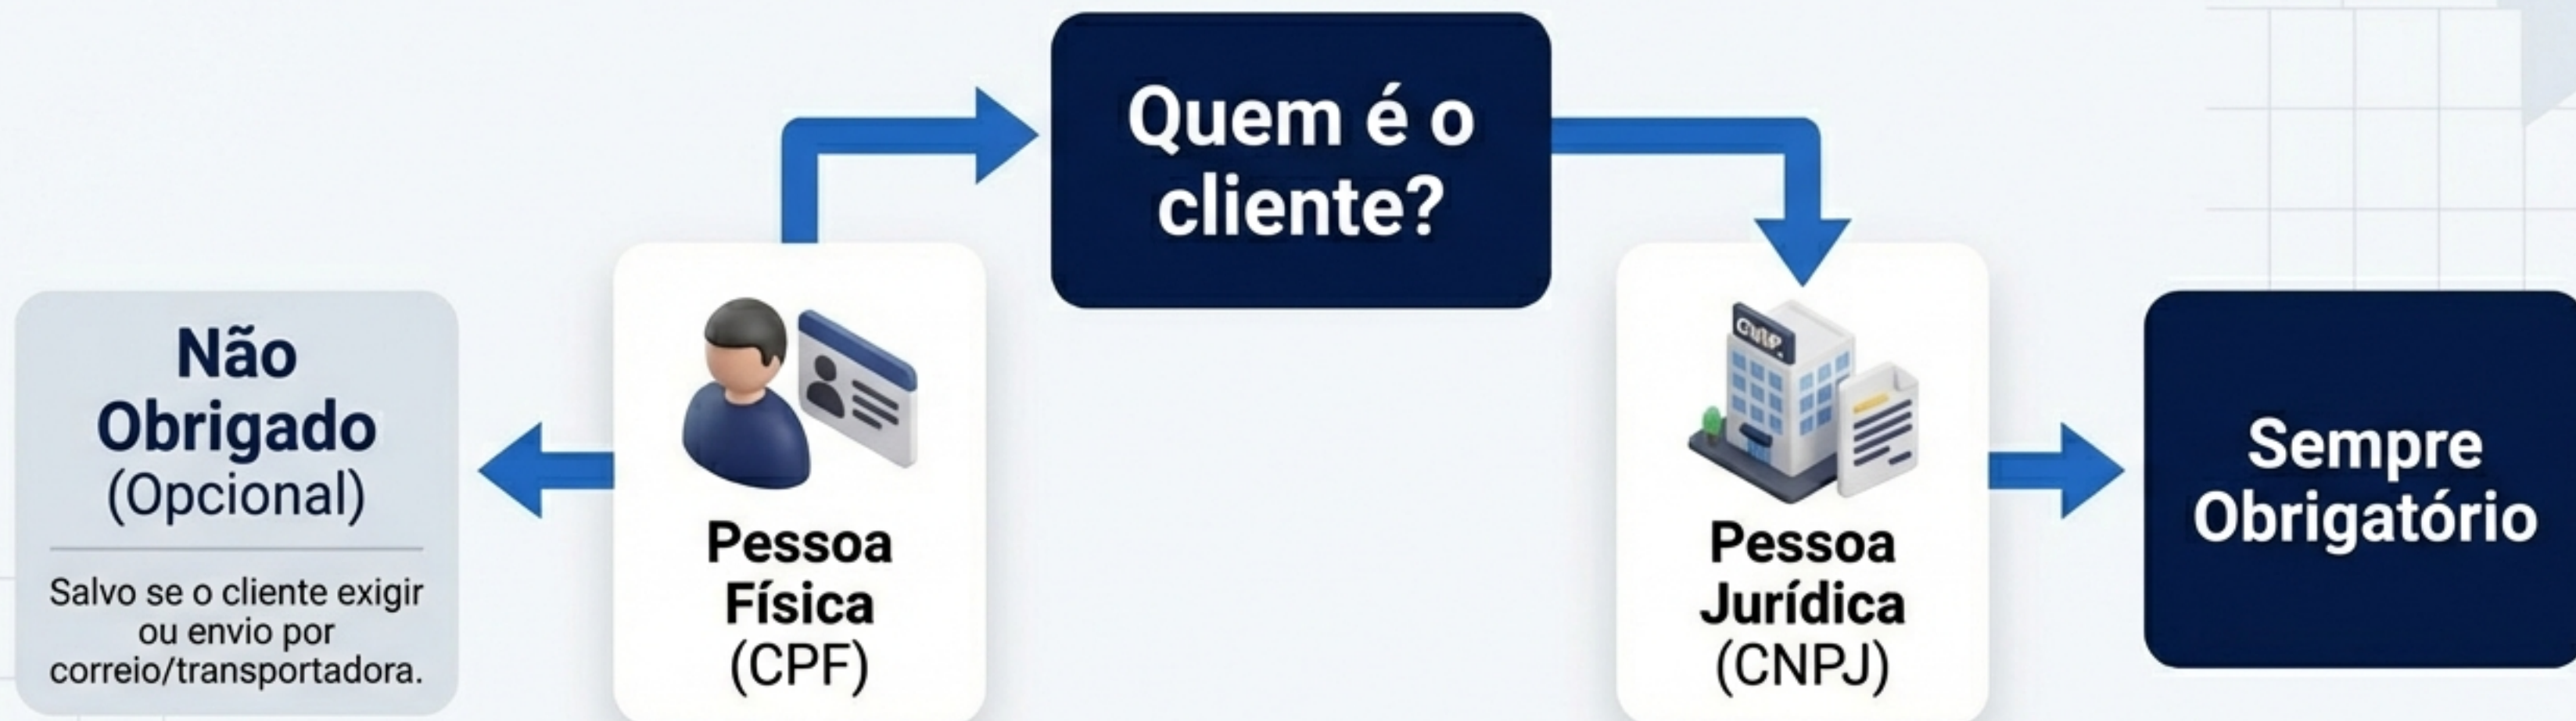 Quem é o
cliente?
Não
Obrigado
(Opcional)
Salvo se o cliente exigir
ou envio por
correio/transportadora.
Pessoa
Física
(CPF)
Pessoa
Jurídica
(CNPJ)
Sempre
Obrigatório